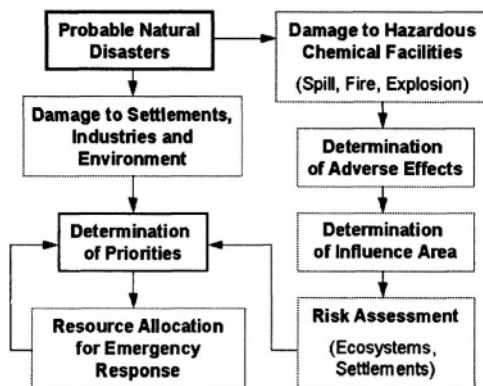 Probable Natural
Disasters
Damage to Hazardous
Chemical Facilities
(Spill, Fire, Explosion)
Damage to Settlements,
Industries and
Environment
Determination
of Adverse Effects
Determination
of Priorities
Determination
of Influence Area
Resource Allocation
for Emergency
Response
Risk Assessment
(Ecosystems,
Settlements)